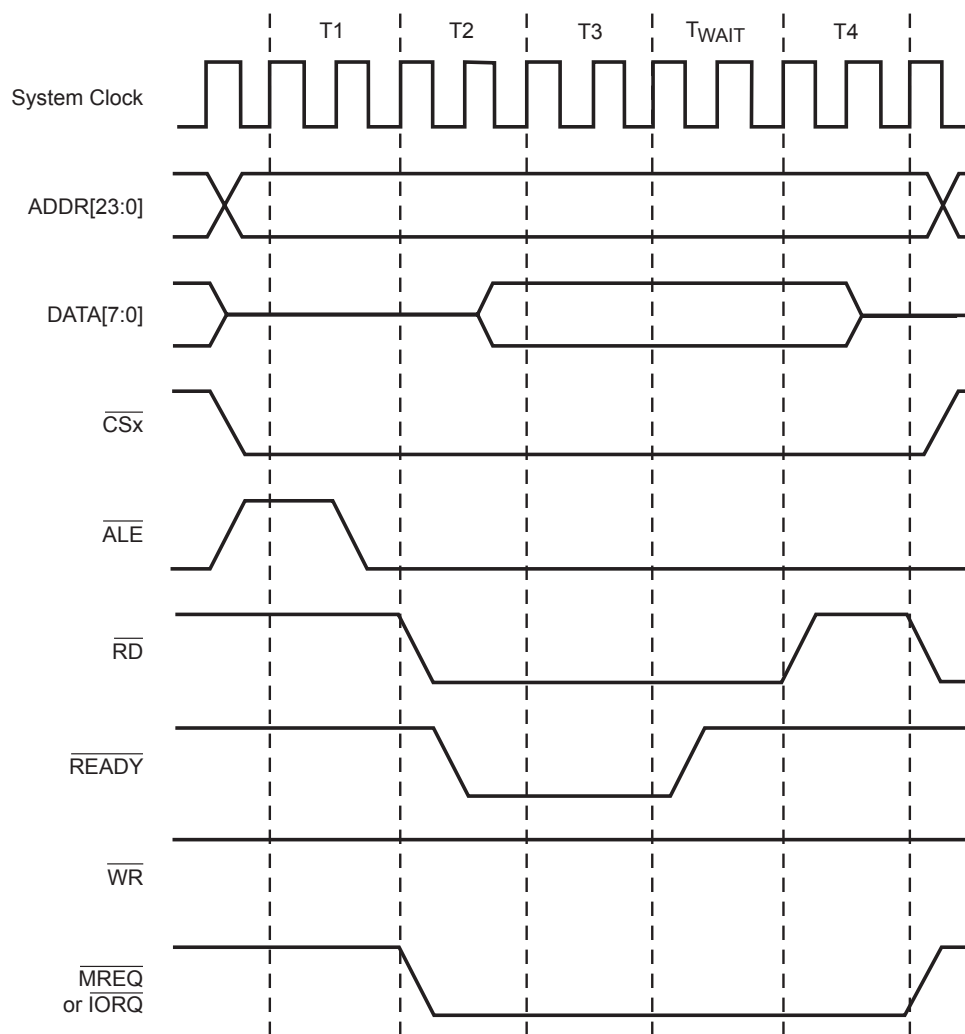 T1 T2 T3 TWAIT T4
System Clock
ADDR[23:0]
DATA[7:0]
CSx
ALE
RD
READY
WR
MREQ
or IORQ